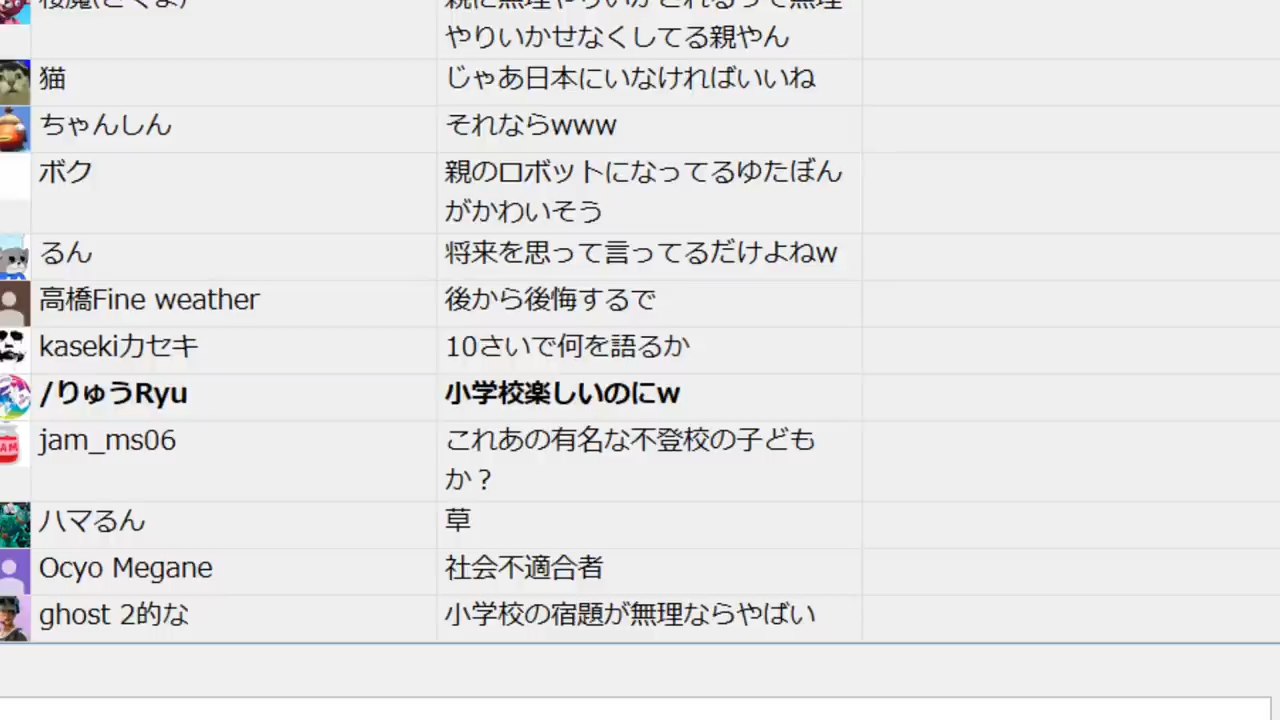 やりいかせなくしてる親やん
猫 じゃあ日本にいなければいいね
ちゃんしん それならwww
ボク 親のロボットになってるゆたぼん
がかわいそう
るん 将来を思って言ってるだけよねw
高橋Fine weather 後から後悔するで
kasekiカセキ 10さいで何を語るか
/りゅうRyu 小学校楽しいのにw
jam_ms06 これあの有名な不登校の子ども
か？
ハマるん 草
Ocyo Megane 社会不適合者
ghost 2的な 小学校の宿題が無理ならやばい